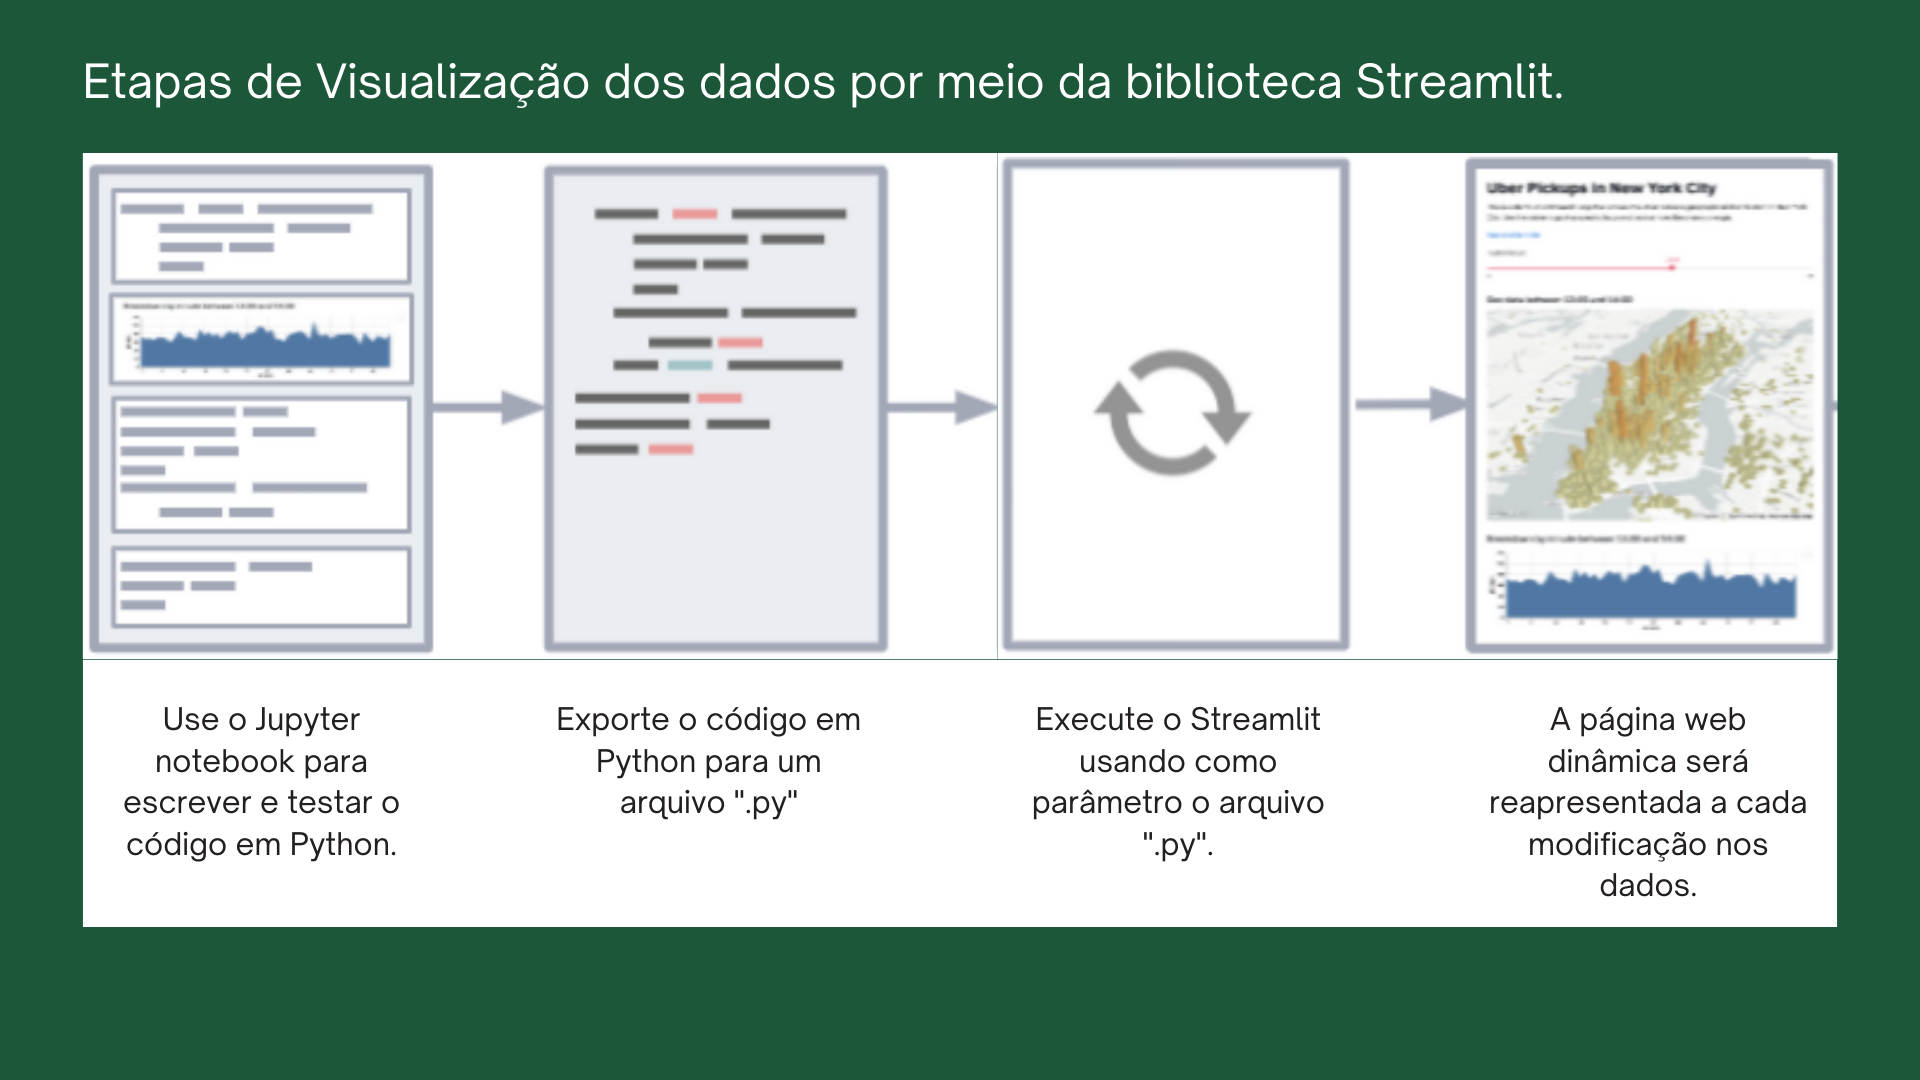 Etapas de Visualização dos dados por meio da biblioteca Streamlit.
Uber Pickups in New York City
Use o Jupyter
notebook para
escrever e testar o
código em Python.
Exporte o código em
Python para um
arquivo ".py"
Execute o Streamlit
usando como
parâmetro o arquivo
".py".
A página web
dinâmica será
reapresentada a cada
modificação nos
dados.